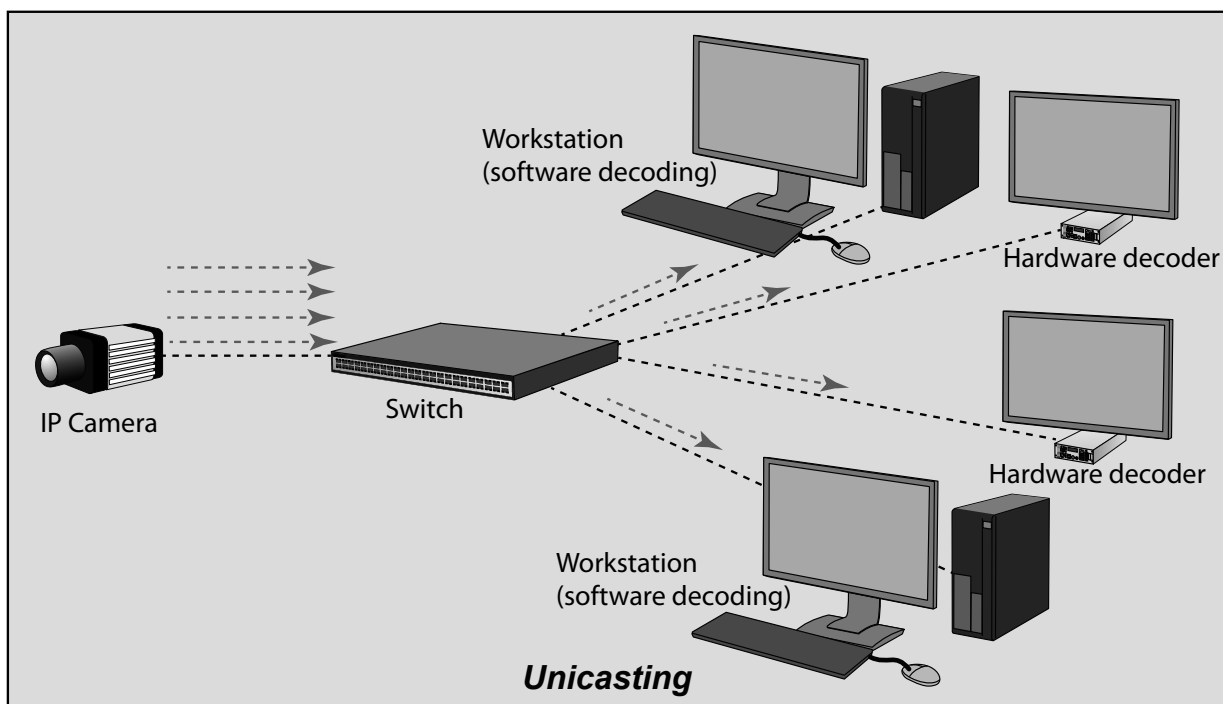 Workstation
(software decoding)
Hardware decoder
IP Camera
Switch
Hardware decoder
Workstation
(software decoding)
Unicasting